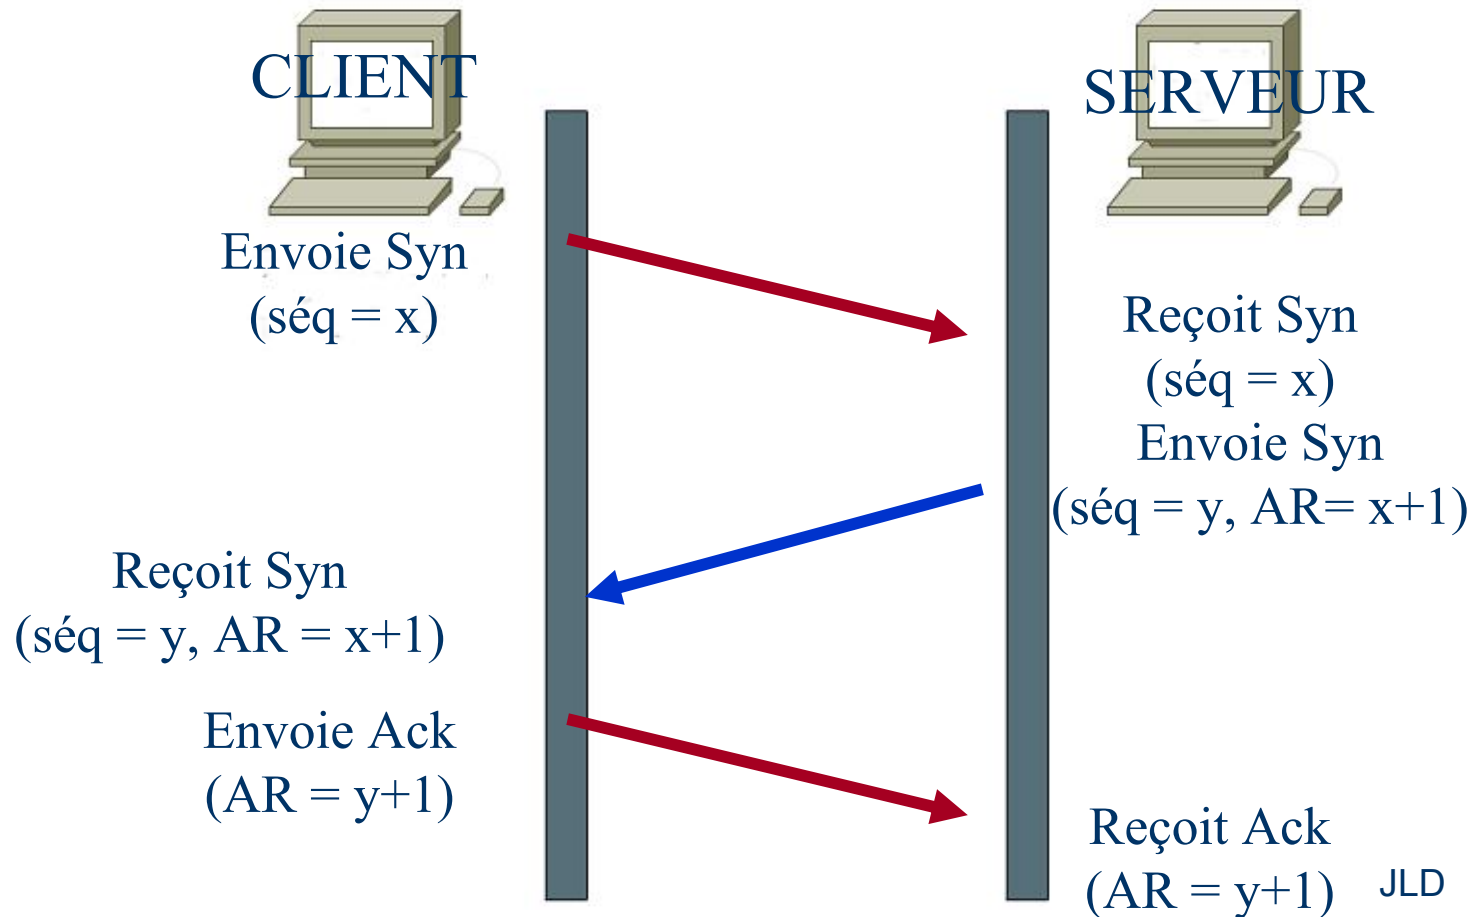 CLIENT
SERVEUR
Envoie Syn
(séq = x)
Reçoit Syn
(séq = x)
Envoie Syn
(séq = y, AR= x+1)
Reçoit Syn
(séq = y, AR = x+1)
Envoie Ack
(AR = y+1)
Reçoit Ack
(AR = y+1)
JLD